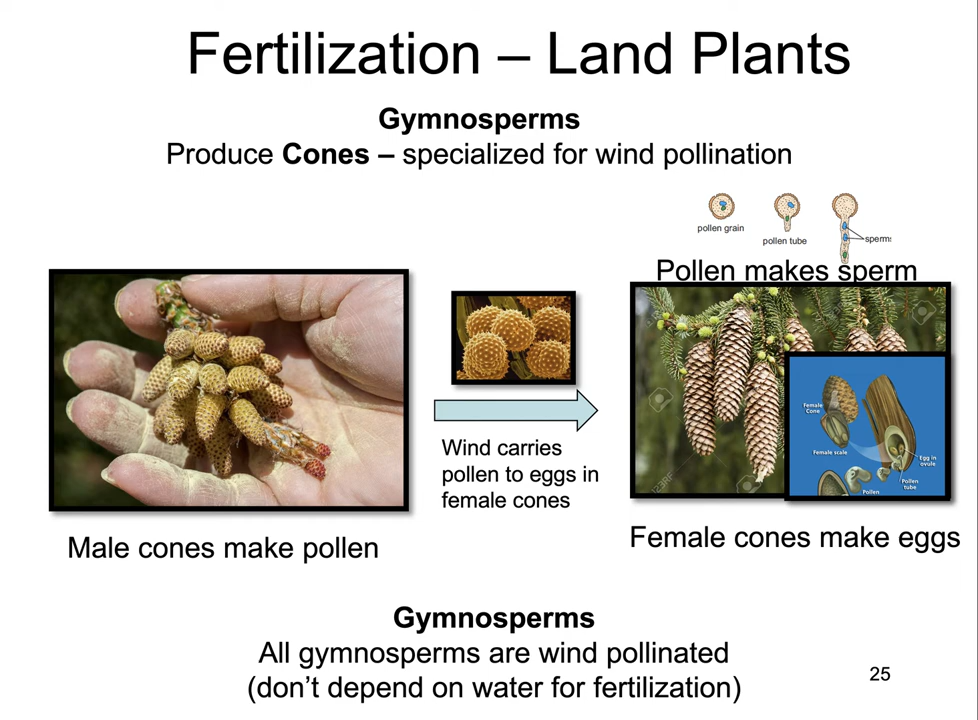 Fertilization – Land Plants
Gymnosperms
Produce Cones – specialized for wind pollination
pollen grain
pollen tube
sperms
Pollen makes sperm
Wind carries
pollen to eggs in
female cones
Female
Cone
Female scale
Egg in
ovule
Pollen
tube
Pollen
Male cones make pollen
Female cones make eggs
Gymnosperms
All gymnosperms are wind pollinated
(don't depend on water for fertilization)
25